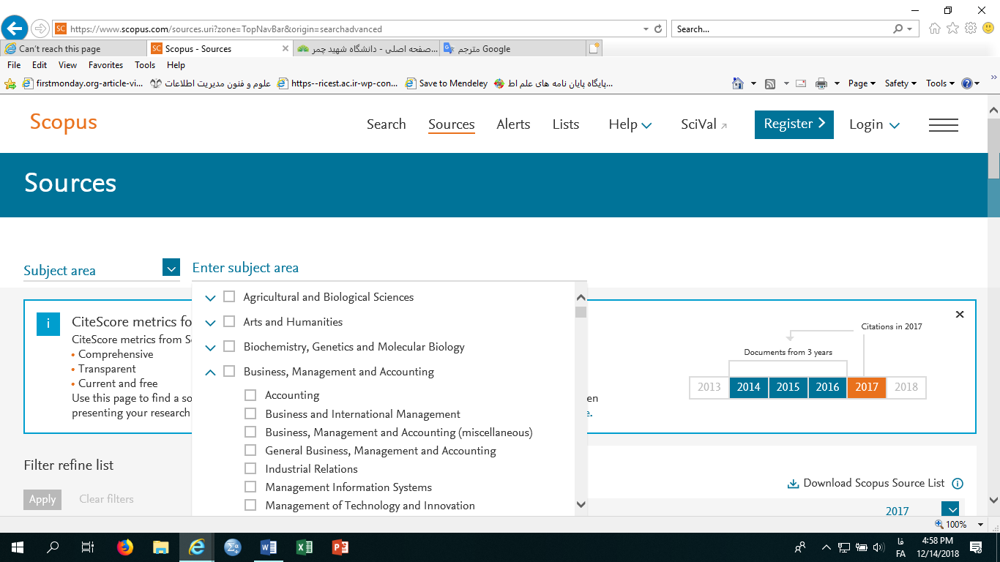 https://www.scopus.com/sources.uri?zone=TopNavBar&origin=searchadvanced
Search...
Can't reach this page
SC Scopus - Sources
صفحه اصلی - دانشگاه شهید چمر...
مترجم Google
File Edit View Favorites Tools Help
firstmonday.org-article-vi...
علوم و فنون مدیریت اطلاعات
https--ricest.ac.ir-wp-con...
Save to Mendeley
پایگاه پایان نامه های علم اط...
Page Safety Tools
Scopus
Search Sources Alerts Lists Help SciVal Register Login
Sources
Subject area
Enter subject area
Agricultural and Biological Sciences
Arts and Humanities
Biochemistry, Genetics and Molecular Biology
Business, Management and Accounting
Accounting
Business and International Management
Business, Management and Accounting (miscellaneous)
General Business, Management and Accounting
Industrial Relations
Management Information Systems
Management of Technology and Innovation
i
CiteScore metrics fo
CiteScore metrics from S
• Comprehensive
• Transparent
• Current and free
Use this page to find a so
en
presenting your research
e.
Citations in 2017
Documents from 3 years
2013 2014 2015 2016 2017 2018
Filter refine list
Apply Clear filters
Download Scopus Source List
2017
100%
فا
FA
4:58 PM
12/14/2018